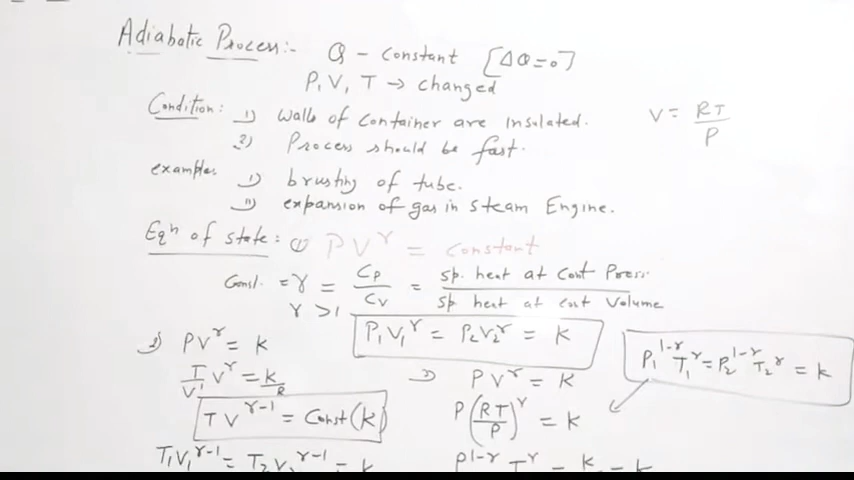 Adiabatic Process:- Q - Constant [ΔQ=0]
P, V, T → changed
Condition: 1) Walls of Container are insulated.
V = RT/P
2) Process should be fast.
examples 1) brusting of tube.
11) expansion of gas in steam Engine.
Eqⁿ of state: (1) PV^γ = Constant
Const. = γ = Cp/Cv = sp. heat at Cont Press. / sp heat at cnt Volume
γ > 1
P₁V₁^γ = P₂V₂^γ = K
2) PV^γ = K
T/V V^γ = K/R
TV^γ-1 = Const(K)
T₁V₁^γ-1 = T₂V₂^γ-1 = K
3) PV^γ = K
P(RT/P)^γ = K
P^1-γ T^γ = K = K
P₁^1-γ T₁^γ = P₂^1-γ T₂^γ = K